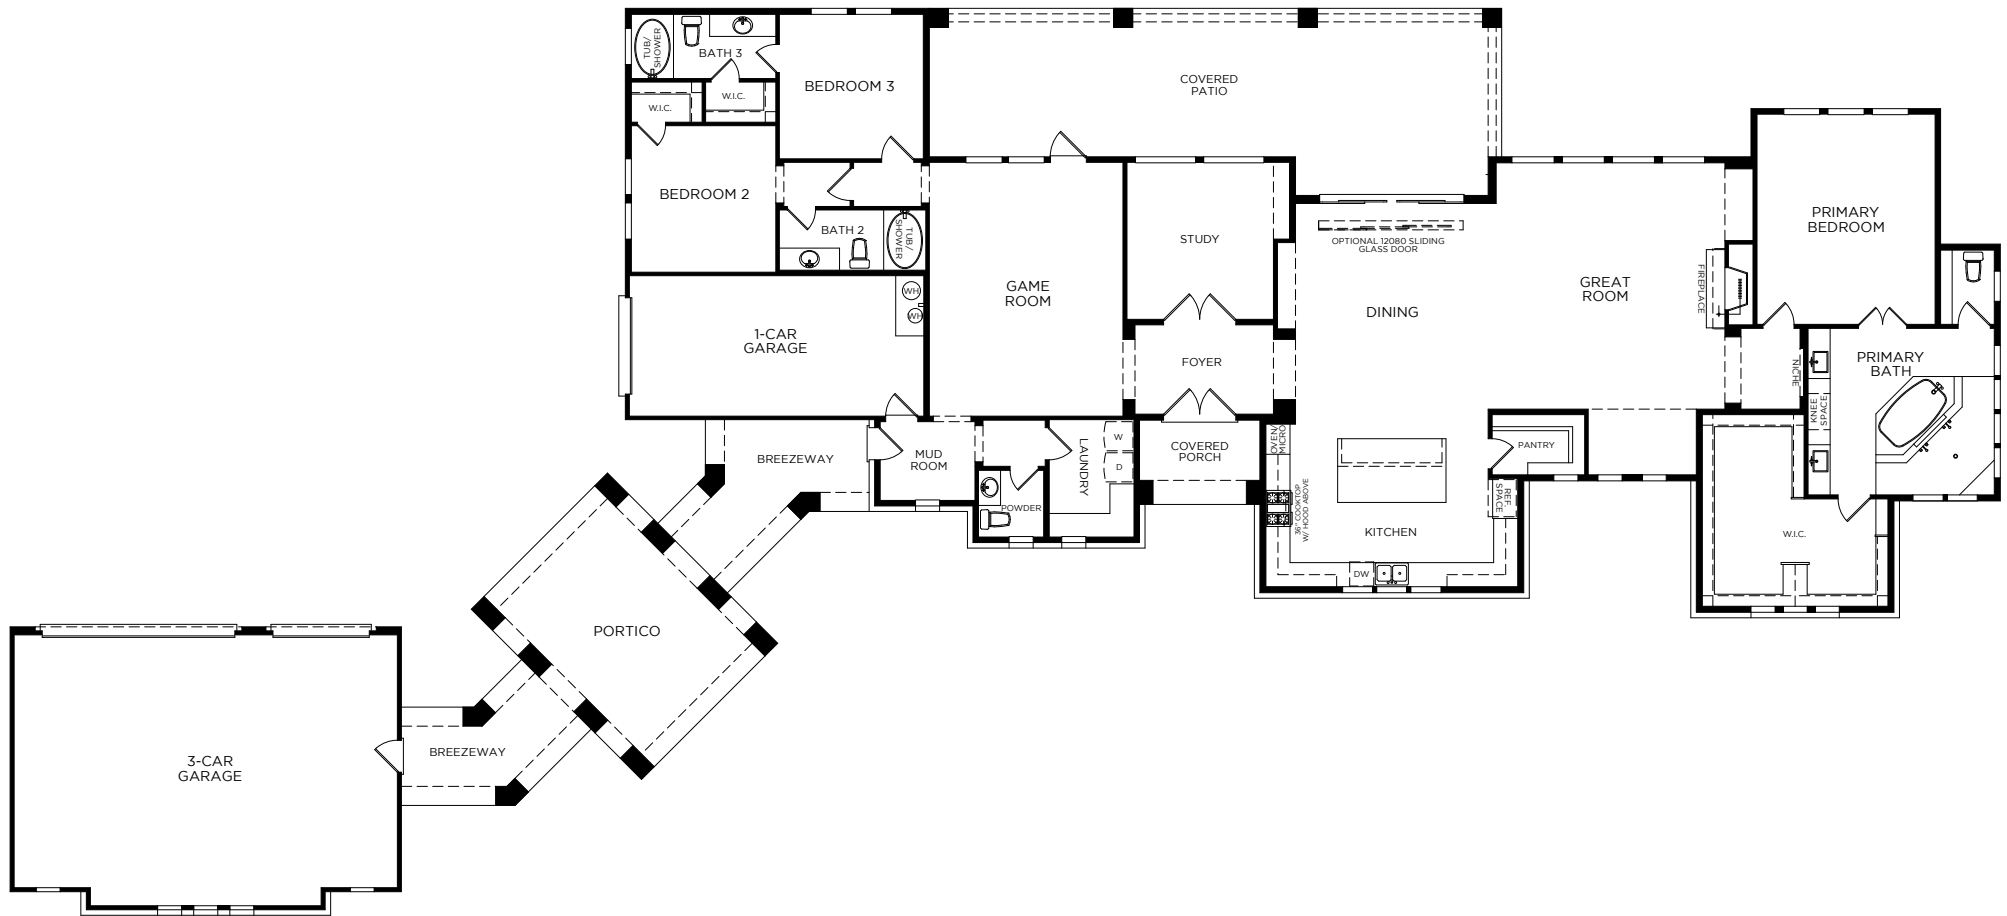 TUB/
SHOWER
BATH 3
W.I.C.
W.I.C.
BEDROOM 3
COVERED
PATIO
BEDROOM 2
BATH 2
TUB /
SHOWER
STUDY
OPTIONAL 12080 SLIDING
GLASS DOOR
PRIMARY
BEDROOM
GAME
ROOM
GREAT
ROOM
FIREPLACE
WH
WH
1-CAR
GARAGE
DINING
FOYER
NICHE
PRIMARY
BATH
KNEE
SPACE
BREEZEWAY
MUD
ROOM
LAUNDRY
W
D
COVERED
PORCH
OVEN/
MICRO
PANTRY
REF.
SPACE
POWDER
36" COOKTOP
W/ HOOD ABOVE
KITCHEN
DW
W.I.C.
PORTICO
BREEZEWAY
3-CAR
GARAGE